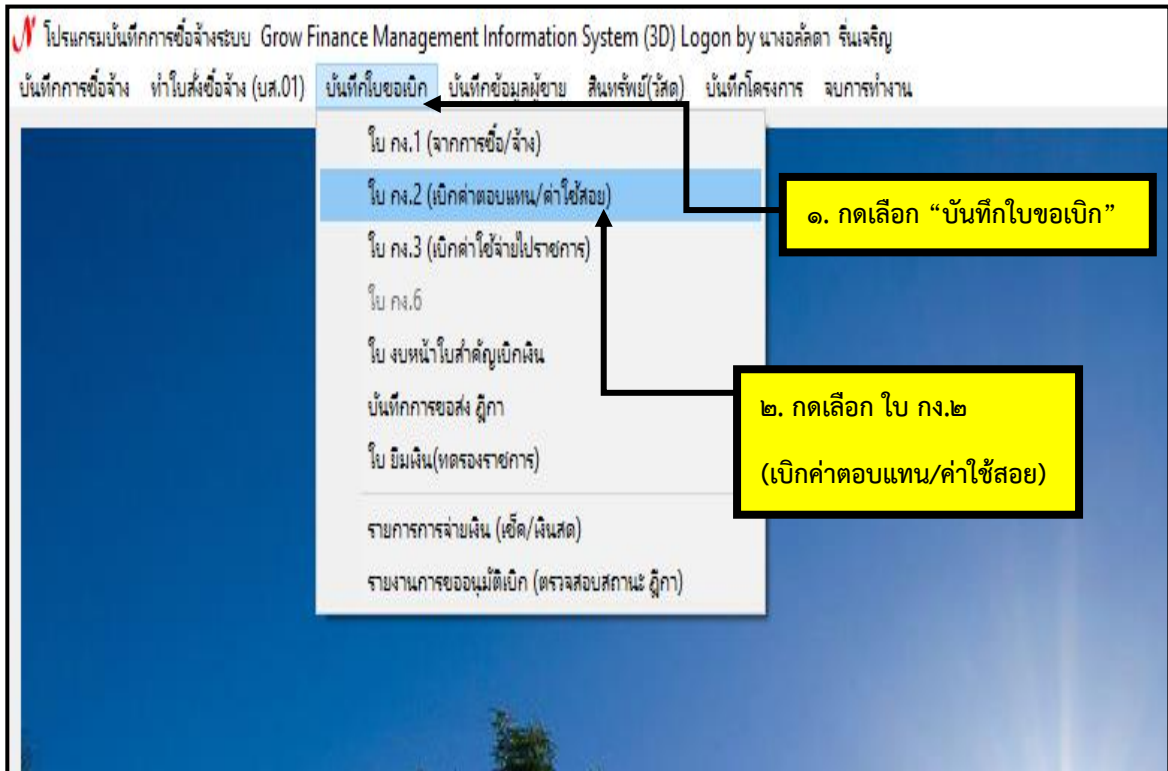 โปรแกรมบันทึกการซื้อจ้างระบบ Grow Finance Management Information System (3D) Logon by นางอลัลดา รื่นเจริญ
บันทึกการซื้อจ้าง ทำใบสั่งซื้อจ้าง (บส.01) บันทึกใบขอเบิก บันทึกข้อมูลผู้ขาย สินทรัพย์(วัสดุ) บันทึกโครงการ จบการทำงาน
ใบ กง.1 (จากการซื้อ/จ้าง)
ใบ กง.2 (เบิกค่าตอบแทน/ค่าใช้สอย)
๑. กดเลือก “บันทึกใบขอเบิก”
ใบ กง.3 (เบิกค่าใช้จ่ายไปราชการ)
ใบ กง.6
ใบ งบหน้าใบสำคัญเบิกเงิน
บันทึกการขอส่ง ฎีกา
๒. กดเลือก ใบ กง.๒
(เบิกค่าตอบแทน/ค่าใช้สอย)
ใบ ยืมเงิน(ทดรองราชการ)
รายการการจ่ายเงิน (เช็ค/เงินสด)
รายงานการขออนุมัติเบิก (ตรวจสอบสถานะ ฎีกา)